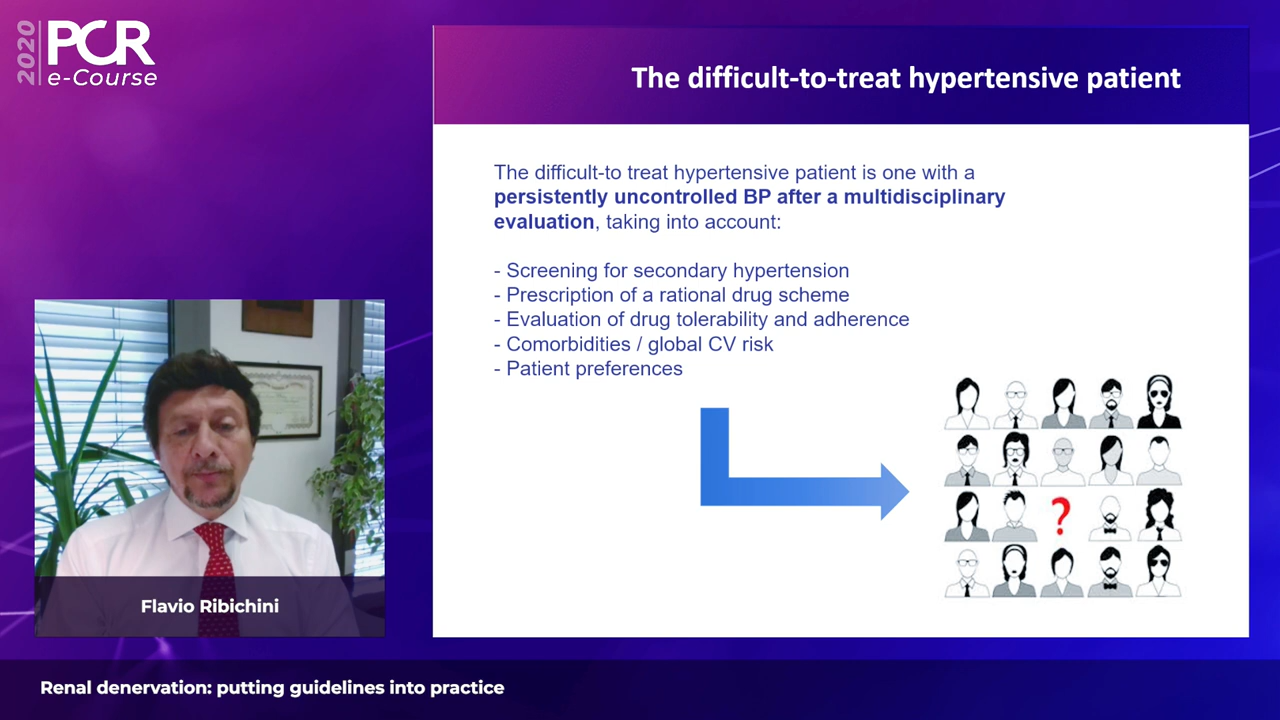 2020
PCR
e-Course
The difficult-to-treat hypertensive patient
The difficult-to treat hypertensive patient is one with a
persistently uncontrolled BP after a multidisciplinary
evaluation, taking into account:
- Screening for secondary hypertension
- Prescription of a rational drug scheme
- Evaluation of drug tolerability and adherence
- Comorbidities / global CV risk
- Patient preferences
?
Flavio Ribichini
Renal denervation: putting guidelines into practice